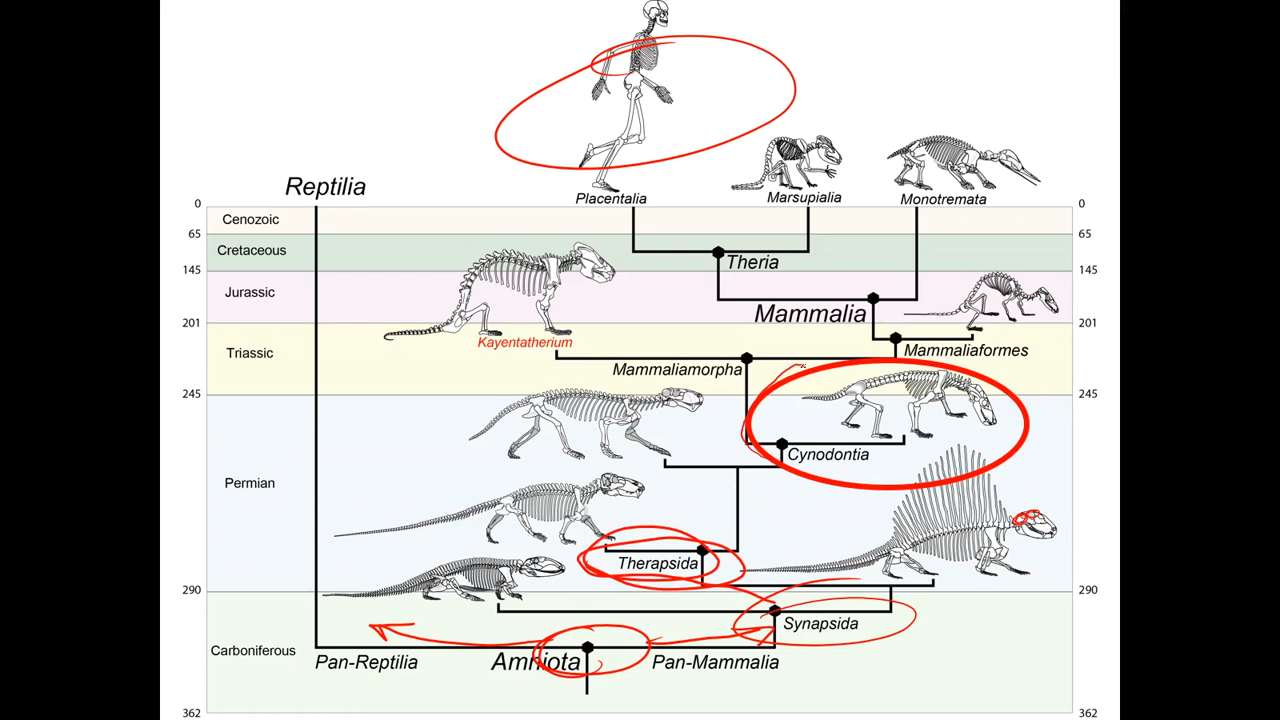 Reptilia
Placentalia
Marsupialia
Monotremata
0
0
Cenozoic
65
65
Cretaceous
Theria
145
145
Jurassic
Mammalia
201
201
Kayentatherium
Triassic
Mammaliaformes
Mammaliamorpha
245
245
Cynodontia
Permian
Therapsida
290
290
Synapsida
Carboniferous
Pan-Reptilia
Amniota
Pan-Mammalia
362
362